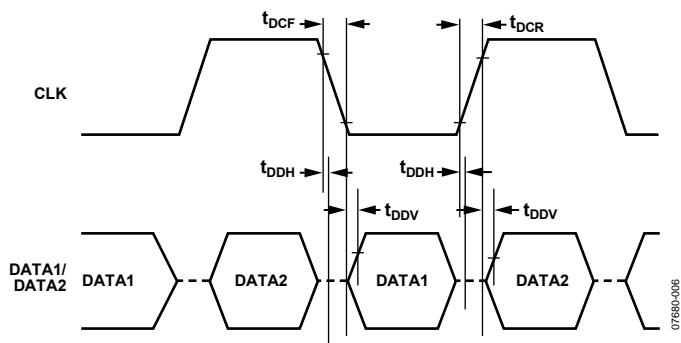 tDCF
tDCR
CLK
tDDH
tDDH
tDDV
tDDV
DATA1/
DATA2
DATA1
DATA2
DATA1
DATA2
07680-006